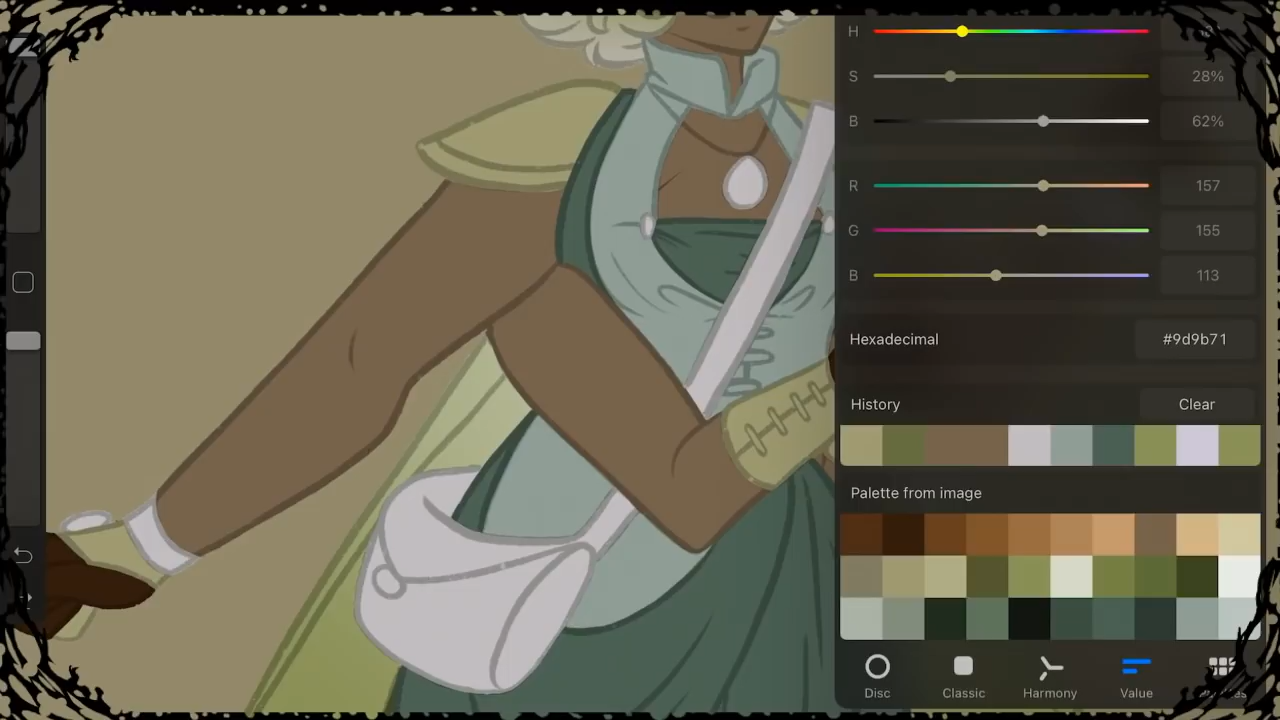 H
S 28%
B 62%
R 157
G 155
B 113
Hexadecimal #9d9b71
History Clear
Palette from image
Disc Classic Harmony Value